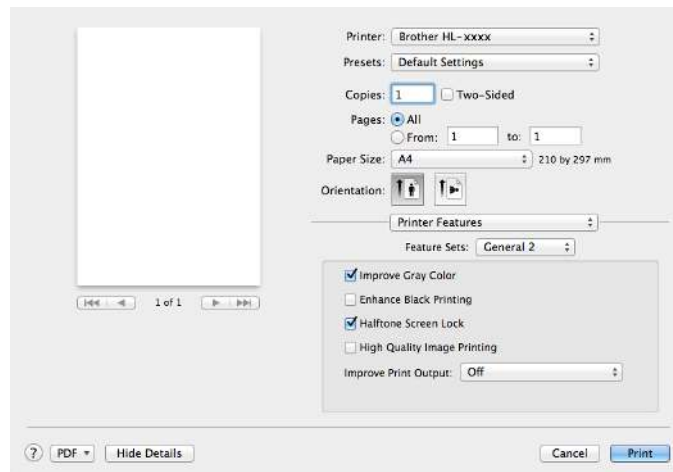 Printer: Brother HL-xxxx
Presets: Default Settings
Copies: 1 Two-Sided
Pages: All
From: 1 to: 1
Paper Size: A4 210 by 297 mm
Orientation:
Printer Features
Feature Sets: General 2
Improve Gray Color
Enhance Black Printing
Halftone Screen Lock
High Quality Image Printing
Improve Print Output: Off
1 of 1
? PDF Hide Details Cancel Print